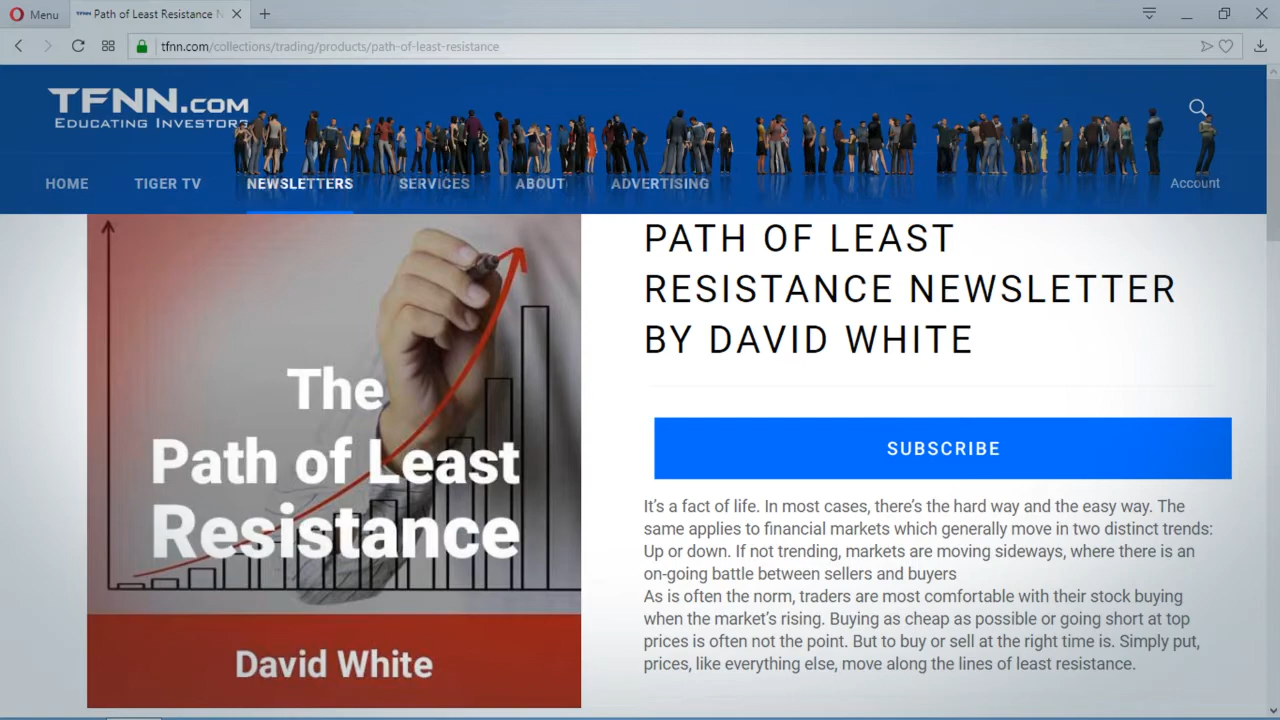 Menu
TFNN Path of Least Resistance N
tfnn.com/collections/trading/products/path-of-least-resistance
TFNN.COM
EDUCATING INVESTORS
HOME TIGER TV NEWSLETTERS SERVICES ABOUT ADVERTISING Account
The
Path of Least
Resistance
David White
PATH OF LEAST
RESISTANCE NEWSLETTER
BY DAVID WHITE
SUBSCRIBE
It’s a fact of life. In most cases, there’s the hard way and the easy way. The
same applies to financial markets which generally move in two distinct trends:
Up or down. If not trending, markets are moving sideways, where there is an
on-going battle between sellers and buyers
As is often the norm, traders are most comfortable with their stock buying
when the market’s rising. Buying as cheap as possible or going short at top
prices is often not the point. But to buy or sell at the right time is. Simply put,
prices, like everything else, move along the lines of least resistance.